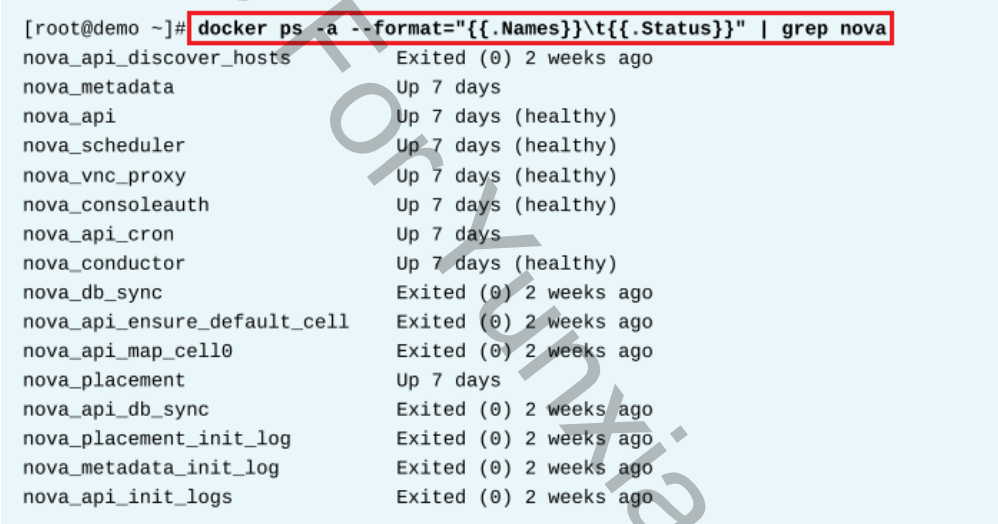 [root@demo ~]# docker ps -a --format="{{.Names}}\t{{.Status}}" | grep nova
nova_api_discover_hosts Exited (0) 2 weeks ago
nova_metadata Up 7 days
nova_api Up 7 days (healthy)
nova_scheduler Up 7 days (healthy)
nova_vnc_proxy Up 7 days (healthy)
nova_consoleauth Up 7 days (healthy)
nova_api_cron Up 7 days
nova_conductor Up 7 days (healthy)
nova_db_sync Exited (0) 2 weeks ago
nova_api_ensure_default_cell Exited (0) 2 weeks ago
nova_api_map_cell0 Exited (0) 2 weeks ago
nova_placement Up 7 days
nova_api_db_sync Exited (0) 2 weeks ago
nova_placement_init_log Exited (0) 2 weeks ago
nova_metadata_init_log Exited (0) 2 weeks ago
nova_api_init_logs Exited (0) 2 weeks ago
For Yunxia